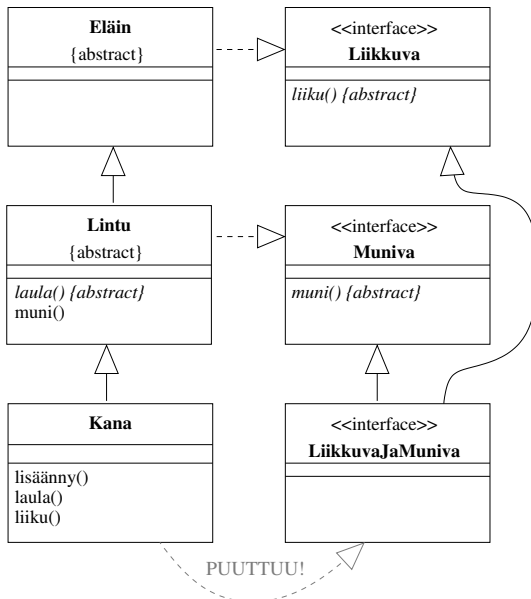 Eläin
{abstract}
<<interface>>
Liikkuva
liiku() {abstract}
Lintu
{abstract}
laula() {abstract}
muni()
<<interface>>
Muniva
muni() {abstract}
Kana
lisäänny()
laula()
liiku()
<<interface>>
LiikkuvaJaMuniva
PUUTTUU!